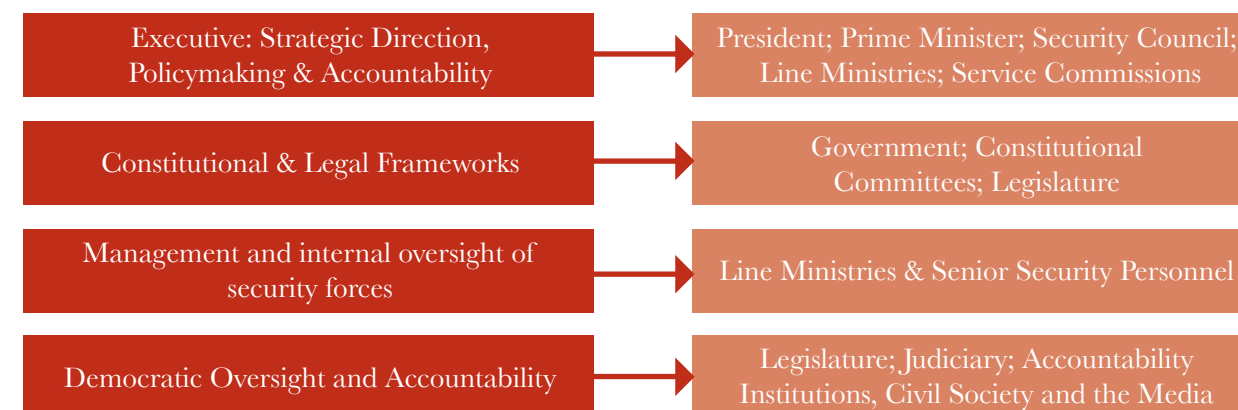 Executive: Strategic Direction,
Policymaking & Accountability
President; Prime Minister; Security Council;
Line Ministries; Service Commissions
Constitutional & Legal Frameworks
Government; Constitutional
Committees; Legislature
Management and internal oversight of
security forces
Line Ministries & Senior Security Personnel
Democratic Oversight and Accountability
Legislature; Judiciary; Accountability
Institutions, Civil Society and the Media